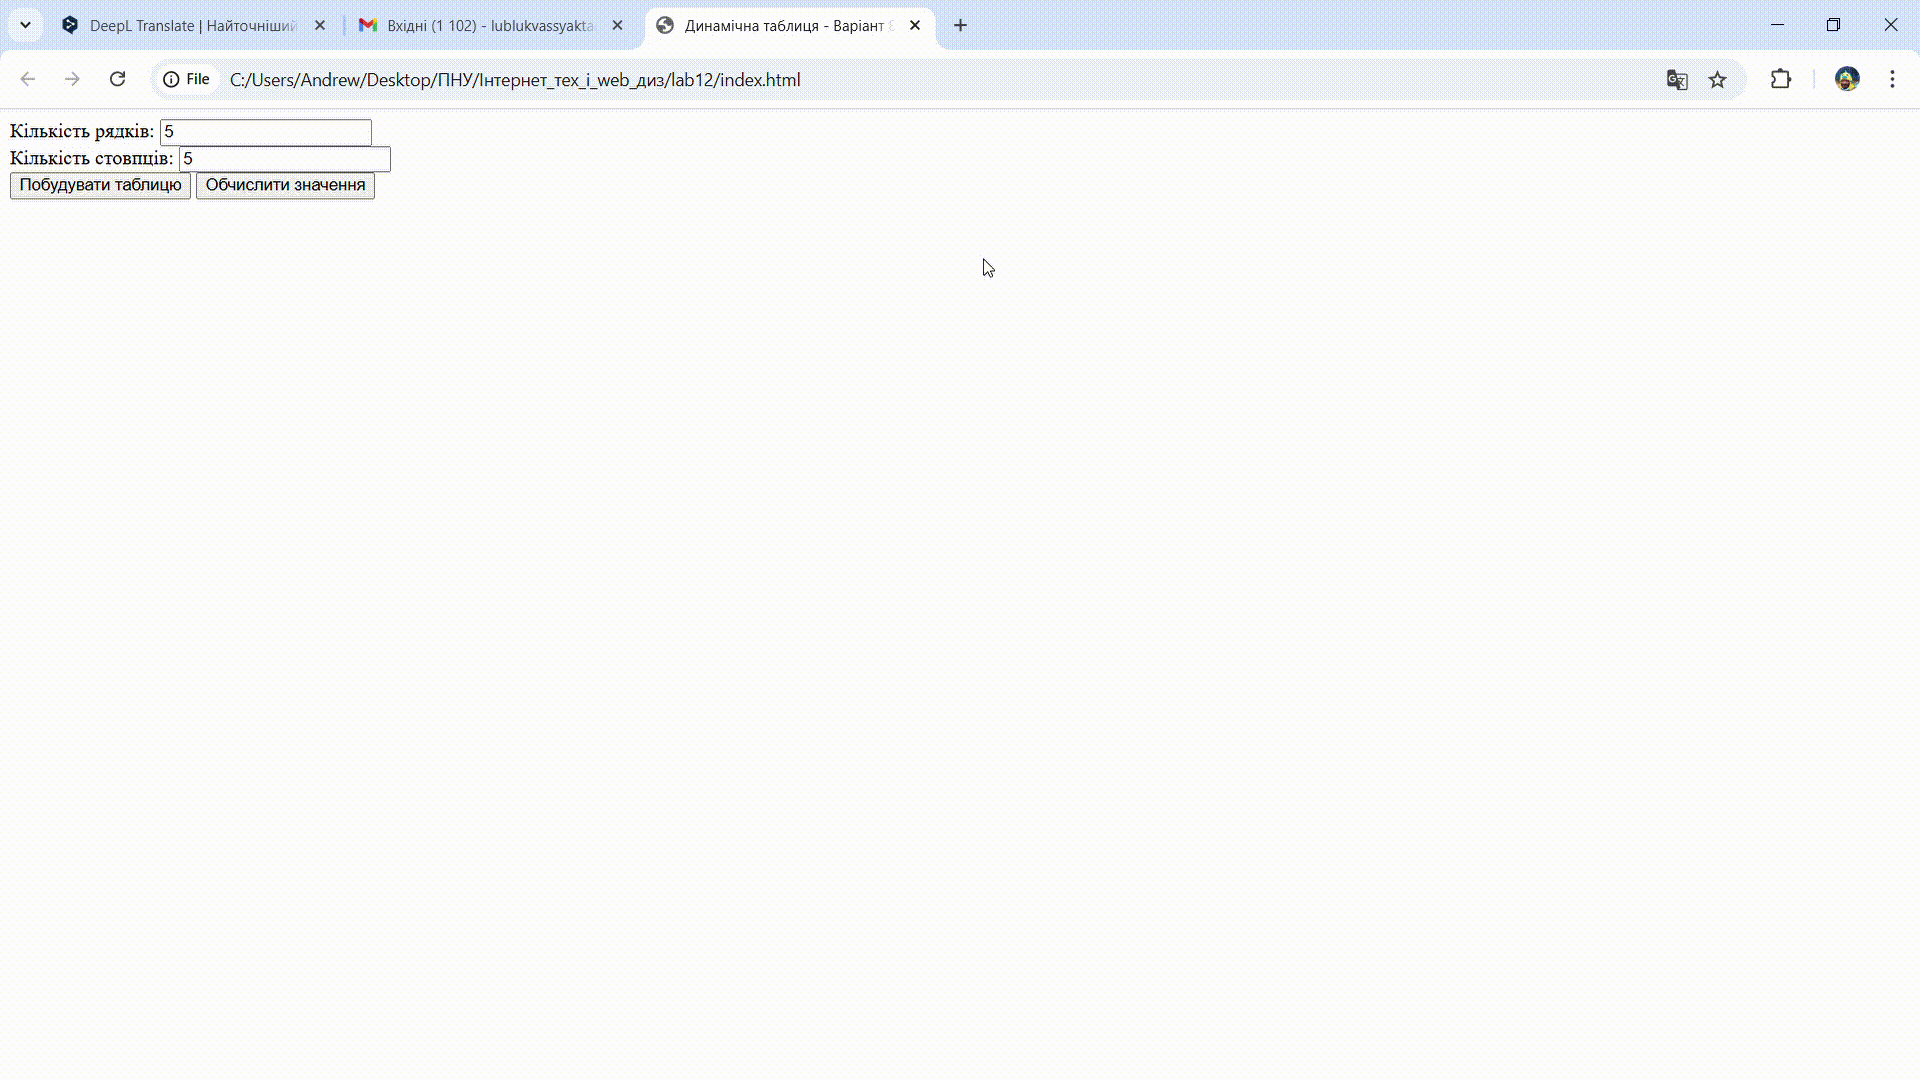 DeepL Translate | Найточніший
Вхідні (1 102) - lublukvassyakta
Динамічна таблиця - Варіант 8
File
C:/Users/Andrew/Desktop/ПНУ/Інтернет_тех_і_web_диз/lab12/index.html
Кількість рядків: 5
Кількість стовпців: 5
Побудувати таблицю Обчислити значення